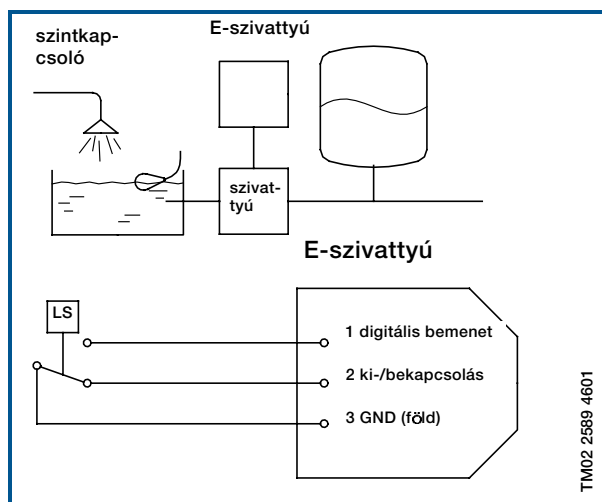 szintkap-
csoló
E-szivattyú
szivat-
tyú
E-szivattyú
LS
1 digitális bemenet
2 ki-/bekapcsolás
3 GND (föld)
TM02 2589 4601